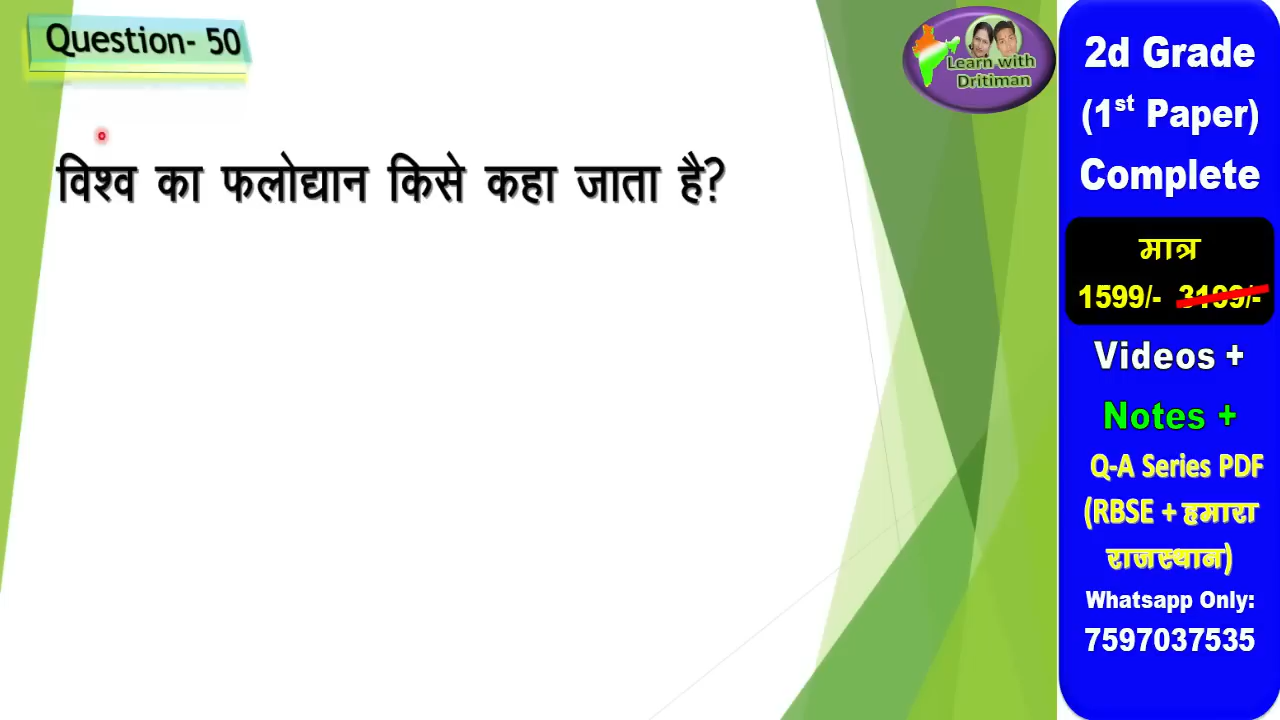 Question- 50
Learn with
Dritiman
विश्व का फलोद्यान किसे कहा जाता है?
2d Grade
(1st Paper)
Complete
मात्र
1599/- 3199/-
Videos +
Notes +
Q-A Series PDF
(RBSE + हमारा
राजस्थान)
Whatsapp Only:
7597037535